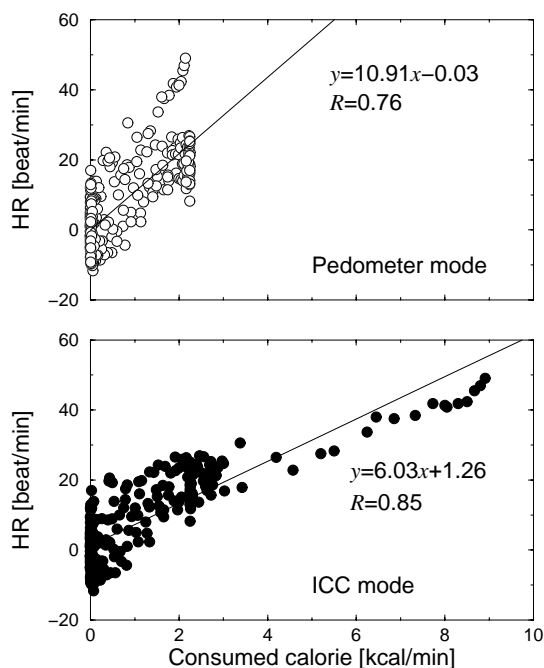 60
40
20
0
−20
HR [beat/min]
y=10.91x−0.03
R=0.76
Pedometer mode
60
40
20
0
−20
HR [beat/min]
y=6.03x+1.26
R=0.85
ICC mode
0 2 4 6 8 10
Consumed calorie [kcal/min]